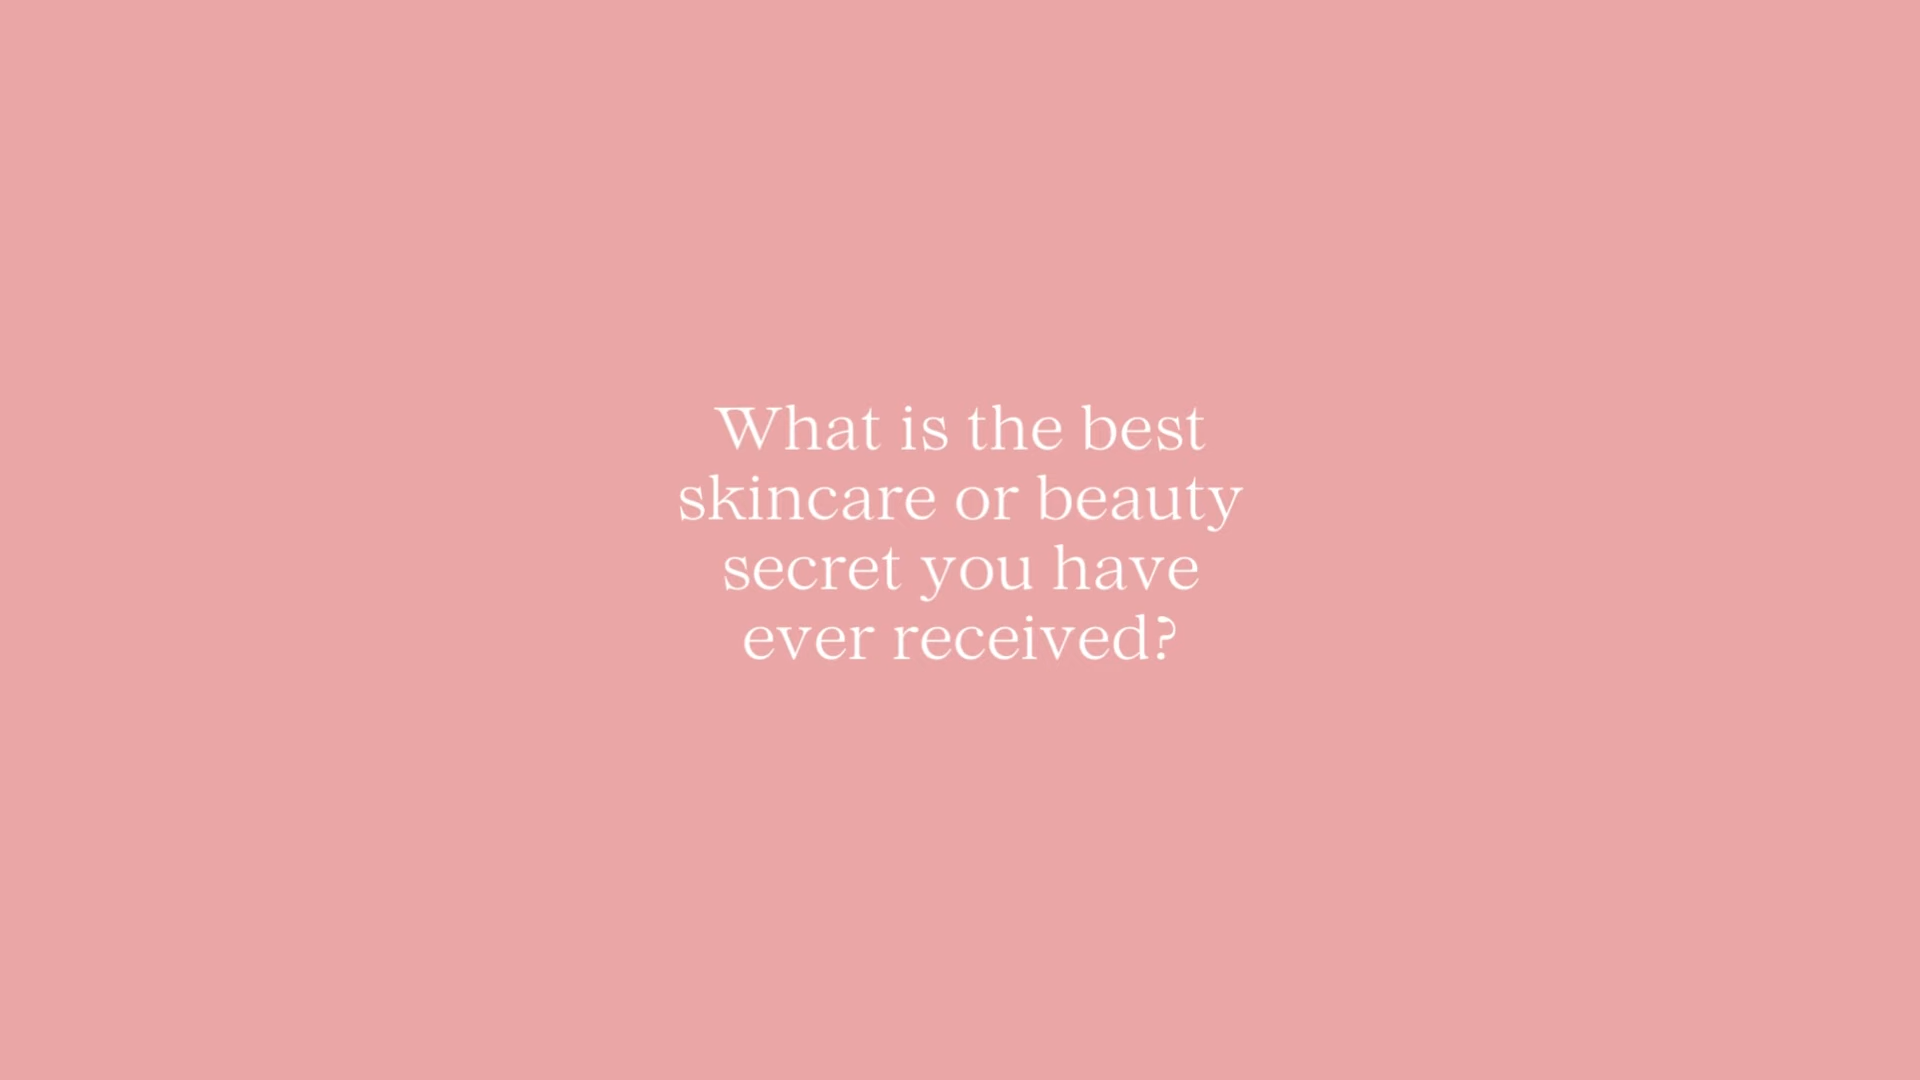 What is the best
skincare or beauty
secret you have
ever received?